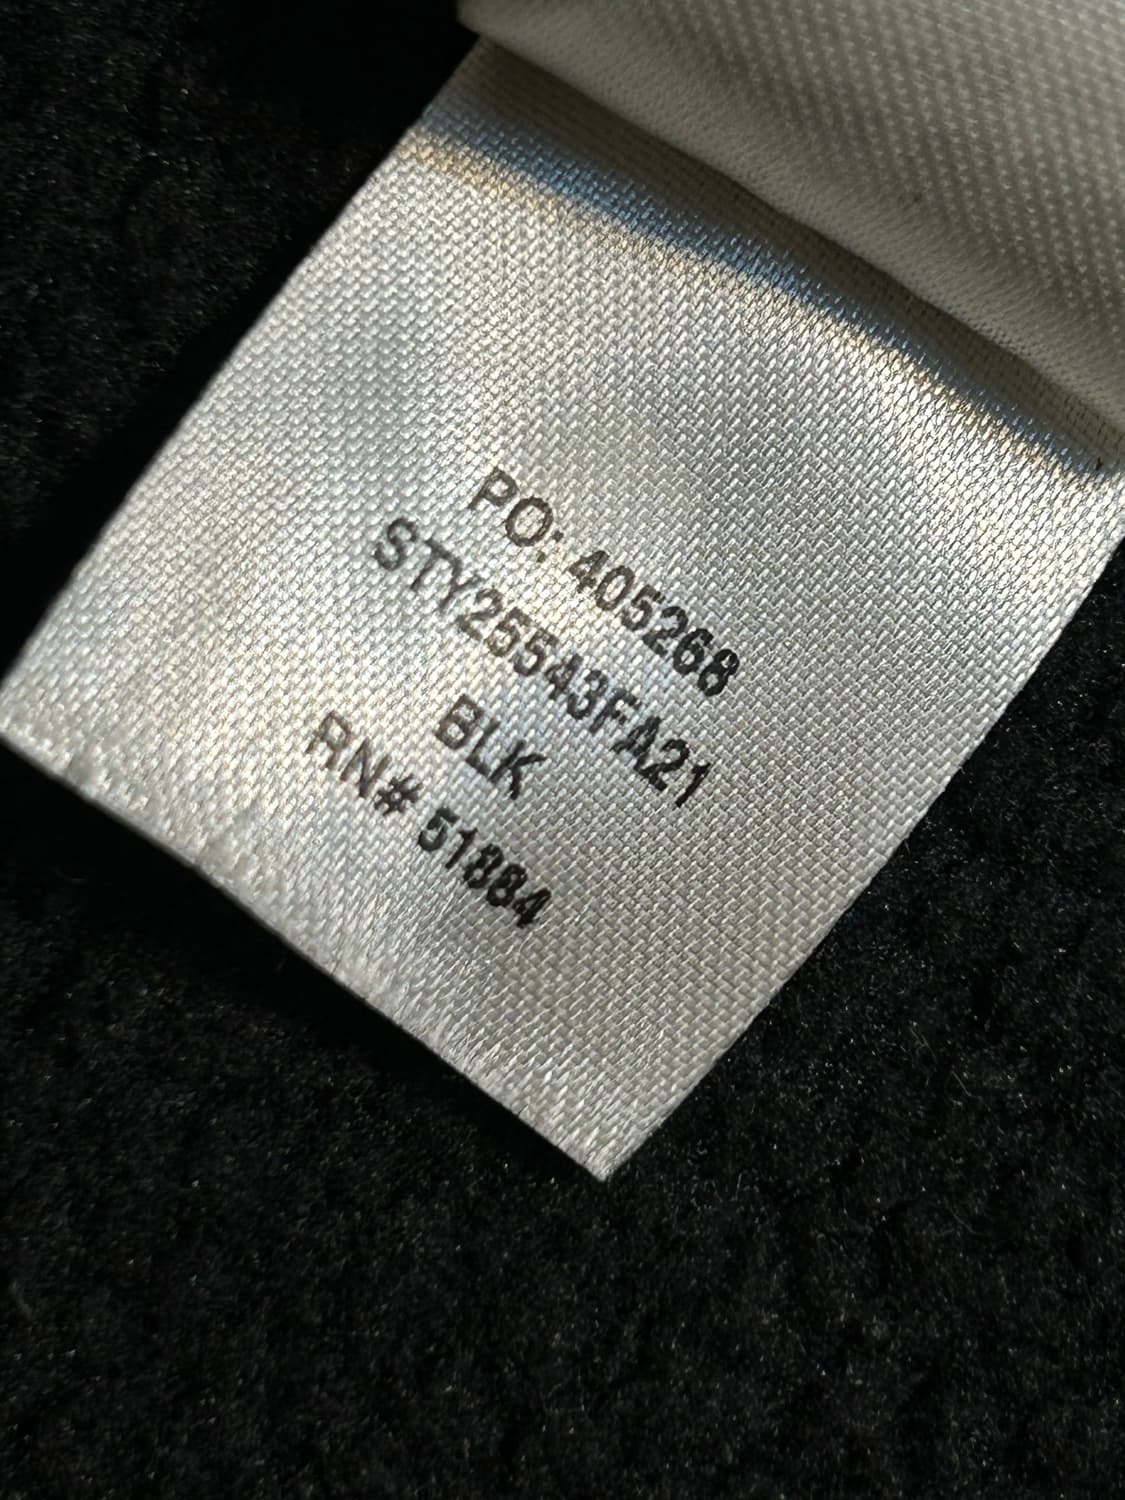 PO: 405268
STY25543FA21
BLK
RN# 51884